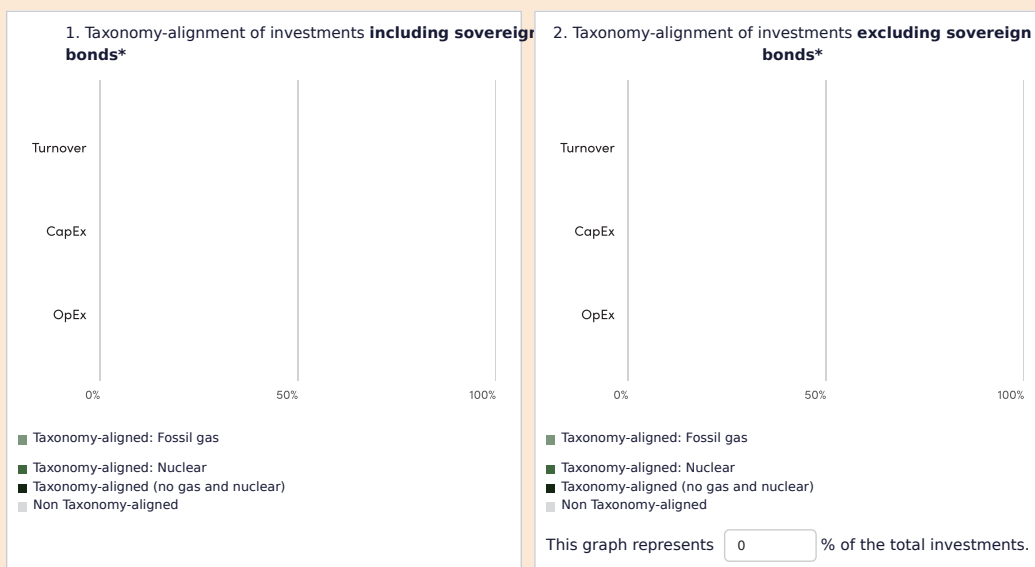 1. Taxonomy-alignment of investments including sovereign
bonds*
Turnover
CapEx
OpEx
0% 50% 100%
Taxonomy-aligned: Fossil gas
Taxonomy-aligned: Nuclear
Taxonomy-aligned (no gas and nuclear)
Non Taxonomy-aligned
2. Taxonomy-alignment of investments excluding sovereign
bonds*
Turnover
CapEx
OpEx
0% 50% 100%
Taxonomy-aligned: Fossil gas
Taxonomy-aligned: Nuclear
Taxonomy-aligned (no gas and nuclear)
Non Taxonomy-aligned
This graph represents 0 % of the total investments.